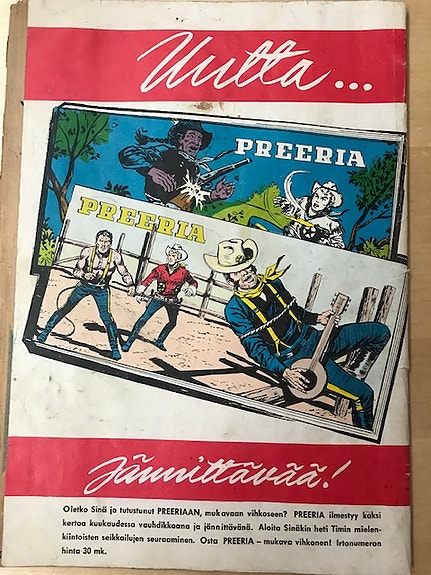 Uutta...
PREERIA
PREERIA
Jännittävää!
Oletko Sinä jo tutustunut PREERIAAN, mukavaan vihkoseen? PREERIA ilmestyy kaksi
kertaa kuukaudessa vauhdikkaana ja jännittävänä. Aloita Sinäkin heti Timin mielen-
kiintoisten seikkailujen seuraaminen. Osta PREERIA – mukava vihkonen! Irtonumeron
hinta 30 mk.